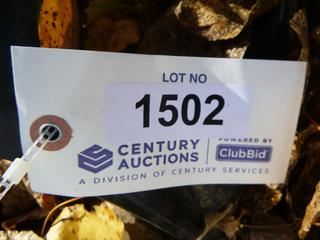 LOT NO
1502
CENTURY AUCTIONS
POWERED BY
ClubBid
A DIVISION OF CENTURY SERVICES